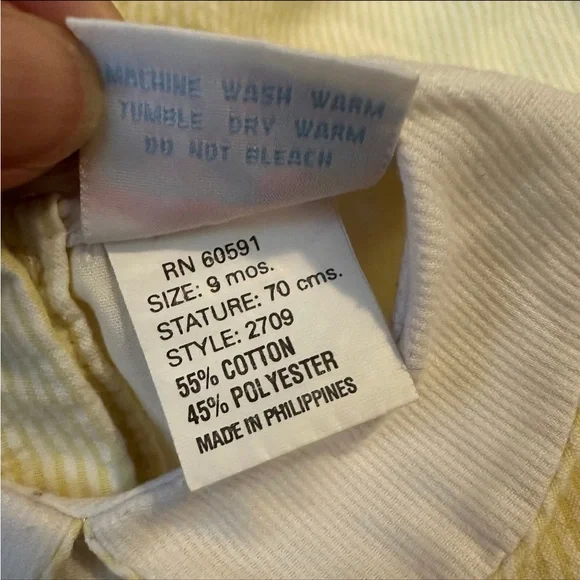 MACHINE WASH WARM
TUMBLE DRY WARM
DO NOT BLEACH
RN 60591
SIZE: 9 mos.
STATURE: 70 cms.
STYLE: 2709
55% COTTON
45% POLYESTER
MADE IN PHILIPPINES